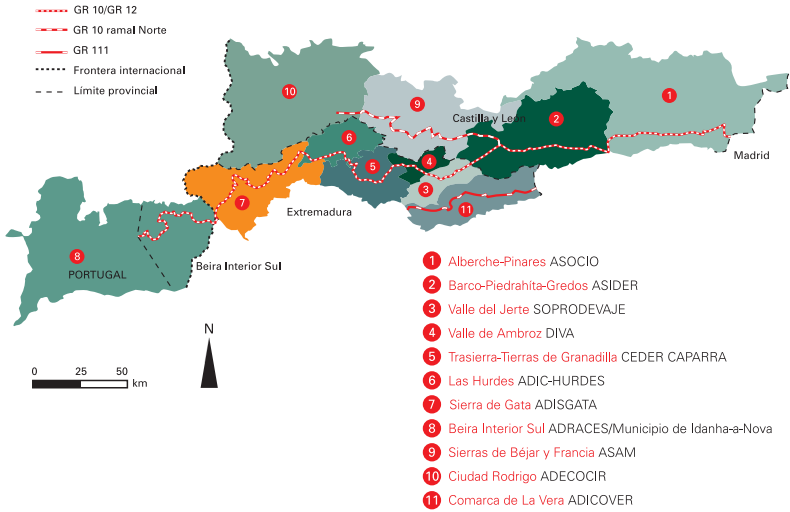 GR 10/GR 12
GR 10 ramal Norte
GR 111
Frontera internacional
Límite provincial
10
9
1
Castilla y León
2
6
4
Madrid
5
3
7
11
Extremadura
8
PORTUGAL
Beira Interior Sul
N
0 25 50
km
1 Alberche-Pinares ASOCIO
2 Barco-Piedrahíta-Gredos ASIDER
3 Valle del Jerte SOPRODEVAJE
4 Valle de Ambroz DIVA
5 Trasierra-Tierras de Granadilla CEDER CAPARRA
6 Las Hurdes ADIC-HURDES
7 Sierra de Gata ADISGATA
8 Beira Interior Sul ADRACES/Municipio de Idanha-a-Nova
9 Sierras de Béjar y Francia ASAM
10 Ciudad Rodrigo ADECOCIR
11 Comarca de La Vera ADICOVER